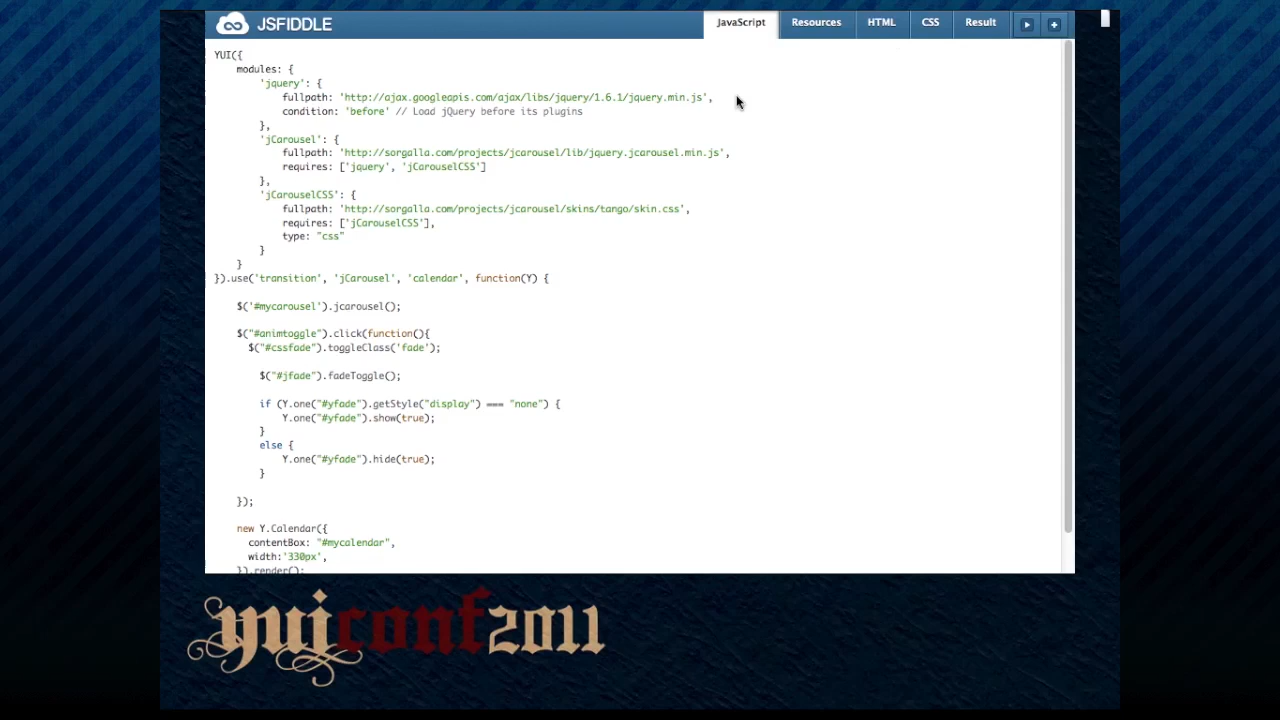 JSFIDDLE
JavaScript
Resources
HTML
CSS
Result
YUI({
modules: {
'jquery': {
fullpath: 'http://ajax.googleapis.com/ajax/libs/jquery/1.6.1/jquery.min.js',
condition: 'before' // Load jQuery before its plugins
},
'jCarousel': {
fullpath: 'http://sorgalla.com/projects/jcarousel/lib/jquery.jcarousel.min.js',
requires: ['jquery', 'jCarouselCSS']
},
'jCarouselCSS': {
fullpath: 'http://sorgalla.com/projects/jcarousel/skins/tango/skin.css',
requires: ['jCarouselCSS'],
type: "css"
}
}
}).use('transition', 'jCarousel', 'calendar', function(Y) {
$('#mycarousel').jcarousel();
$("#animtoggle").click(function(){
$("#cssfade").toggleClass('fade');
$("#jfade").fadeToggle();
if (Y.one("#yfade").getStyle("display") === "none") {
Y.one("#yfade").show(true);
}
else {
Y.one("#yfade").hide(true);
}
});
new Y.Calendar({
contentBox: "#mycalendar",
width:'330px',
}).render();
yuiconf2011